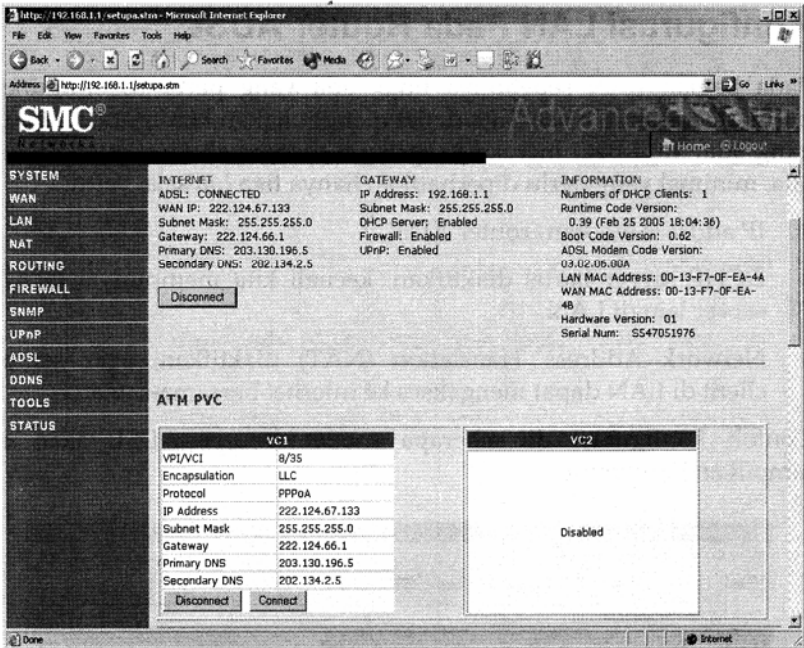 http://192.168.1.1/setupa.stm - Microsoft Internet Explorer
File Edit View Favorites Tools Help
Back Search Favorites Media
Address http://192.168.1.1/setupa.stm Go Links »
SMC®
Networks
Advanced Setup
Home Logout
SYSTEM
WAN
LAN
NAT
ROUTING
FIREWALL
SNMP
UPnP
ADSL
DDNS
TOOLS
STATUS
INTERNET
ADSL: CONNECTED
WAN IP: 222.124.67.133
Subnet Mask: 255.255.255.0
Gateway: 222.124.66.1
Primary DNS: 203.130.196.5
Secondary DNS: 202.134.2.5
Disconnect
GATEWAY
IP Address: 192.168.1.1
Subnet Mask: 255.255.255.0
DHCP Server: Enabled
Firewall: Enabled
UPnP: Enabled
INFORMATION
Numbers of DHCP Clients: 1
Runtime Code Version:
0.39 (Feb 25 2005 18:04:36)
Boot Code Version: 0.62
ADSL Modem Code Version:
03.02.06.00A
LAN MAC Address: 00-13-F7-0F-EA-4A
WAN MAC Address: 00-13-F7-0F-EA-
4B
Hardware Version: 01
Serial Num: S547051976
ATM PVC
VC1
VPI/VCI 8/35
Encapsulation LLC
Protocol PPPoA
IP Address 222.124.67.133
Subnet Mask 255.255.255.0
Gateway 222.124.66.1
Primary DNS 203.130.196.5
Secondary DNS 202.134.2.5
Disconnect Connect
VC2
Disabled
Done Internet